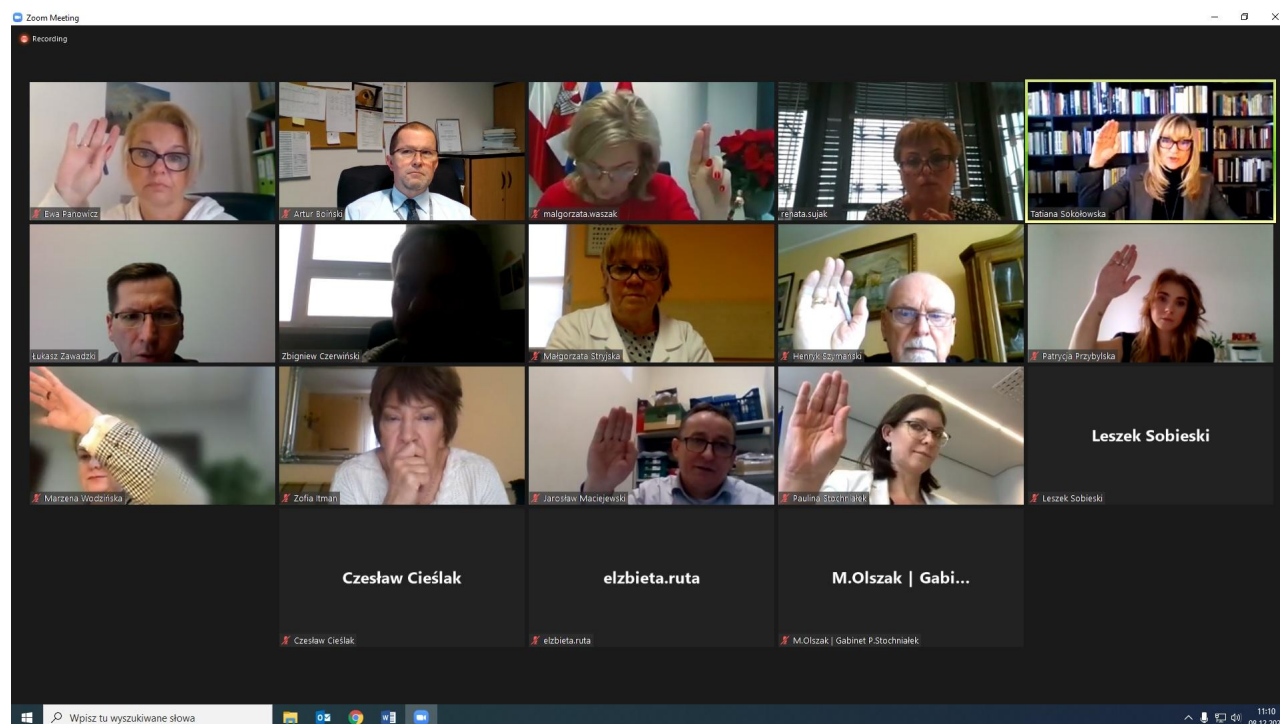 Zoom Meeting
Recording
Ewa Panowicz
Artur Boiński
malgorzata.waszak
renata.sujak
Tatiana Sokołowska
Łukasz Zawadzki
Zbigniew Czerwiński
Małgorzata Stryjska
Henryk Szymański
Patrycja Przybylska
Marzena Wodzińska
Zofia Itman
Jarosław Maciejewski
Paulina Stochniałek
Leszek Sobieski
Leszek Sobieski
Czesław Cieślak
elzbieta.ruta
M.Olszak | Gabi...
Czesław Cieślak
elzbieta.ruta
M.Olszak | Gabinet P.Stochniałek
Wpisz tu wyszukiwane słowa
11:10